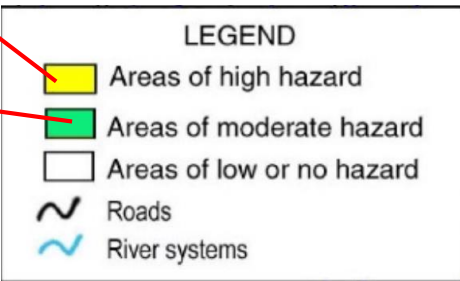 LEGEND
Areas of high hazard
Areas of moderate hazard
Areas of low or no hazard
Roads
River systems